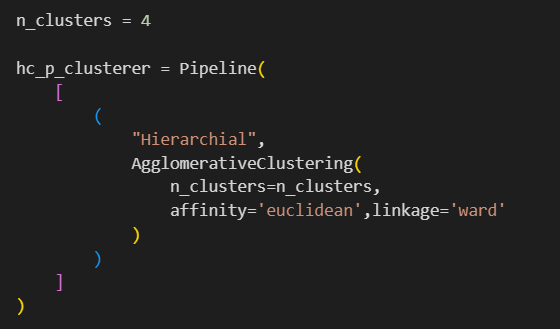 n_clusters = 4
hc_p_clusterer = Pipeline(
[
(
"Hierarchial",
AgglomerativeClustering(
n_clusters=n_clusters,
affinity='euclidean',linkage='ward'
)
)
]
)